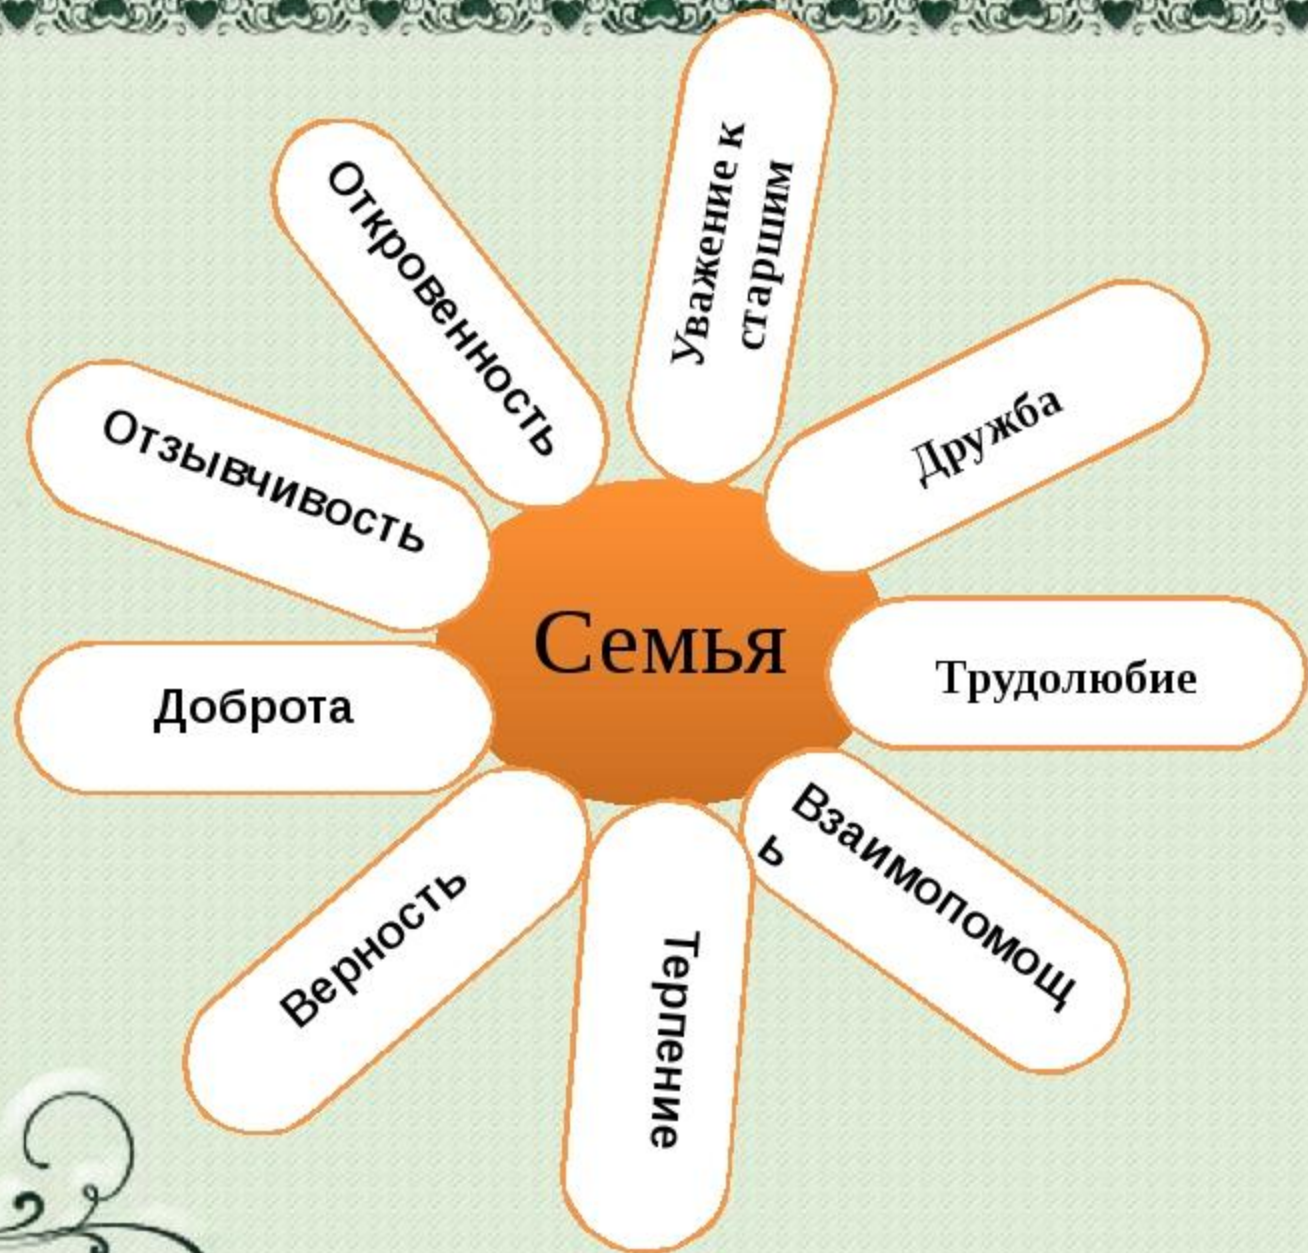 Уважение к
старшим
Откровенность
Дружба
Отзывчивость
Семья
Трудолюбие
Доброта
Взаимопомощ
ь
Верность
Терпение